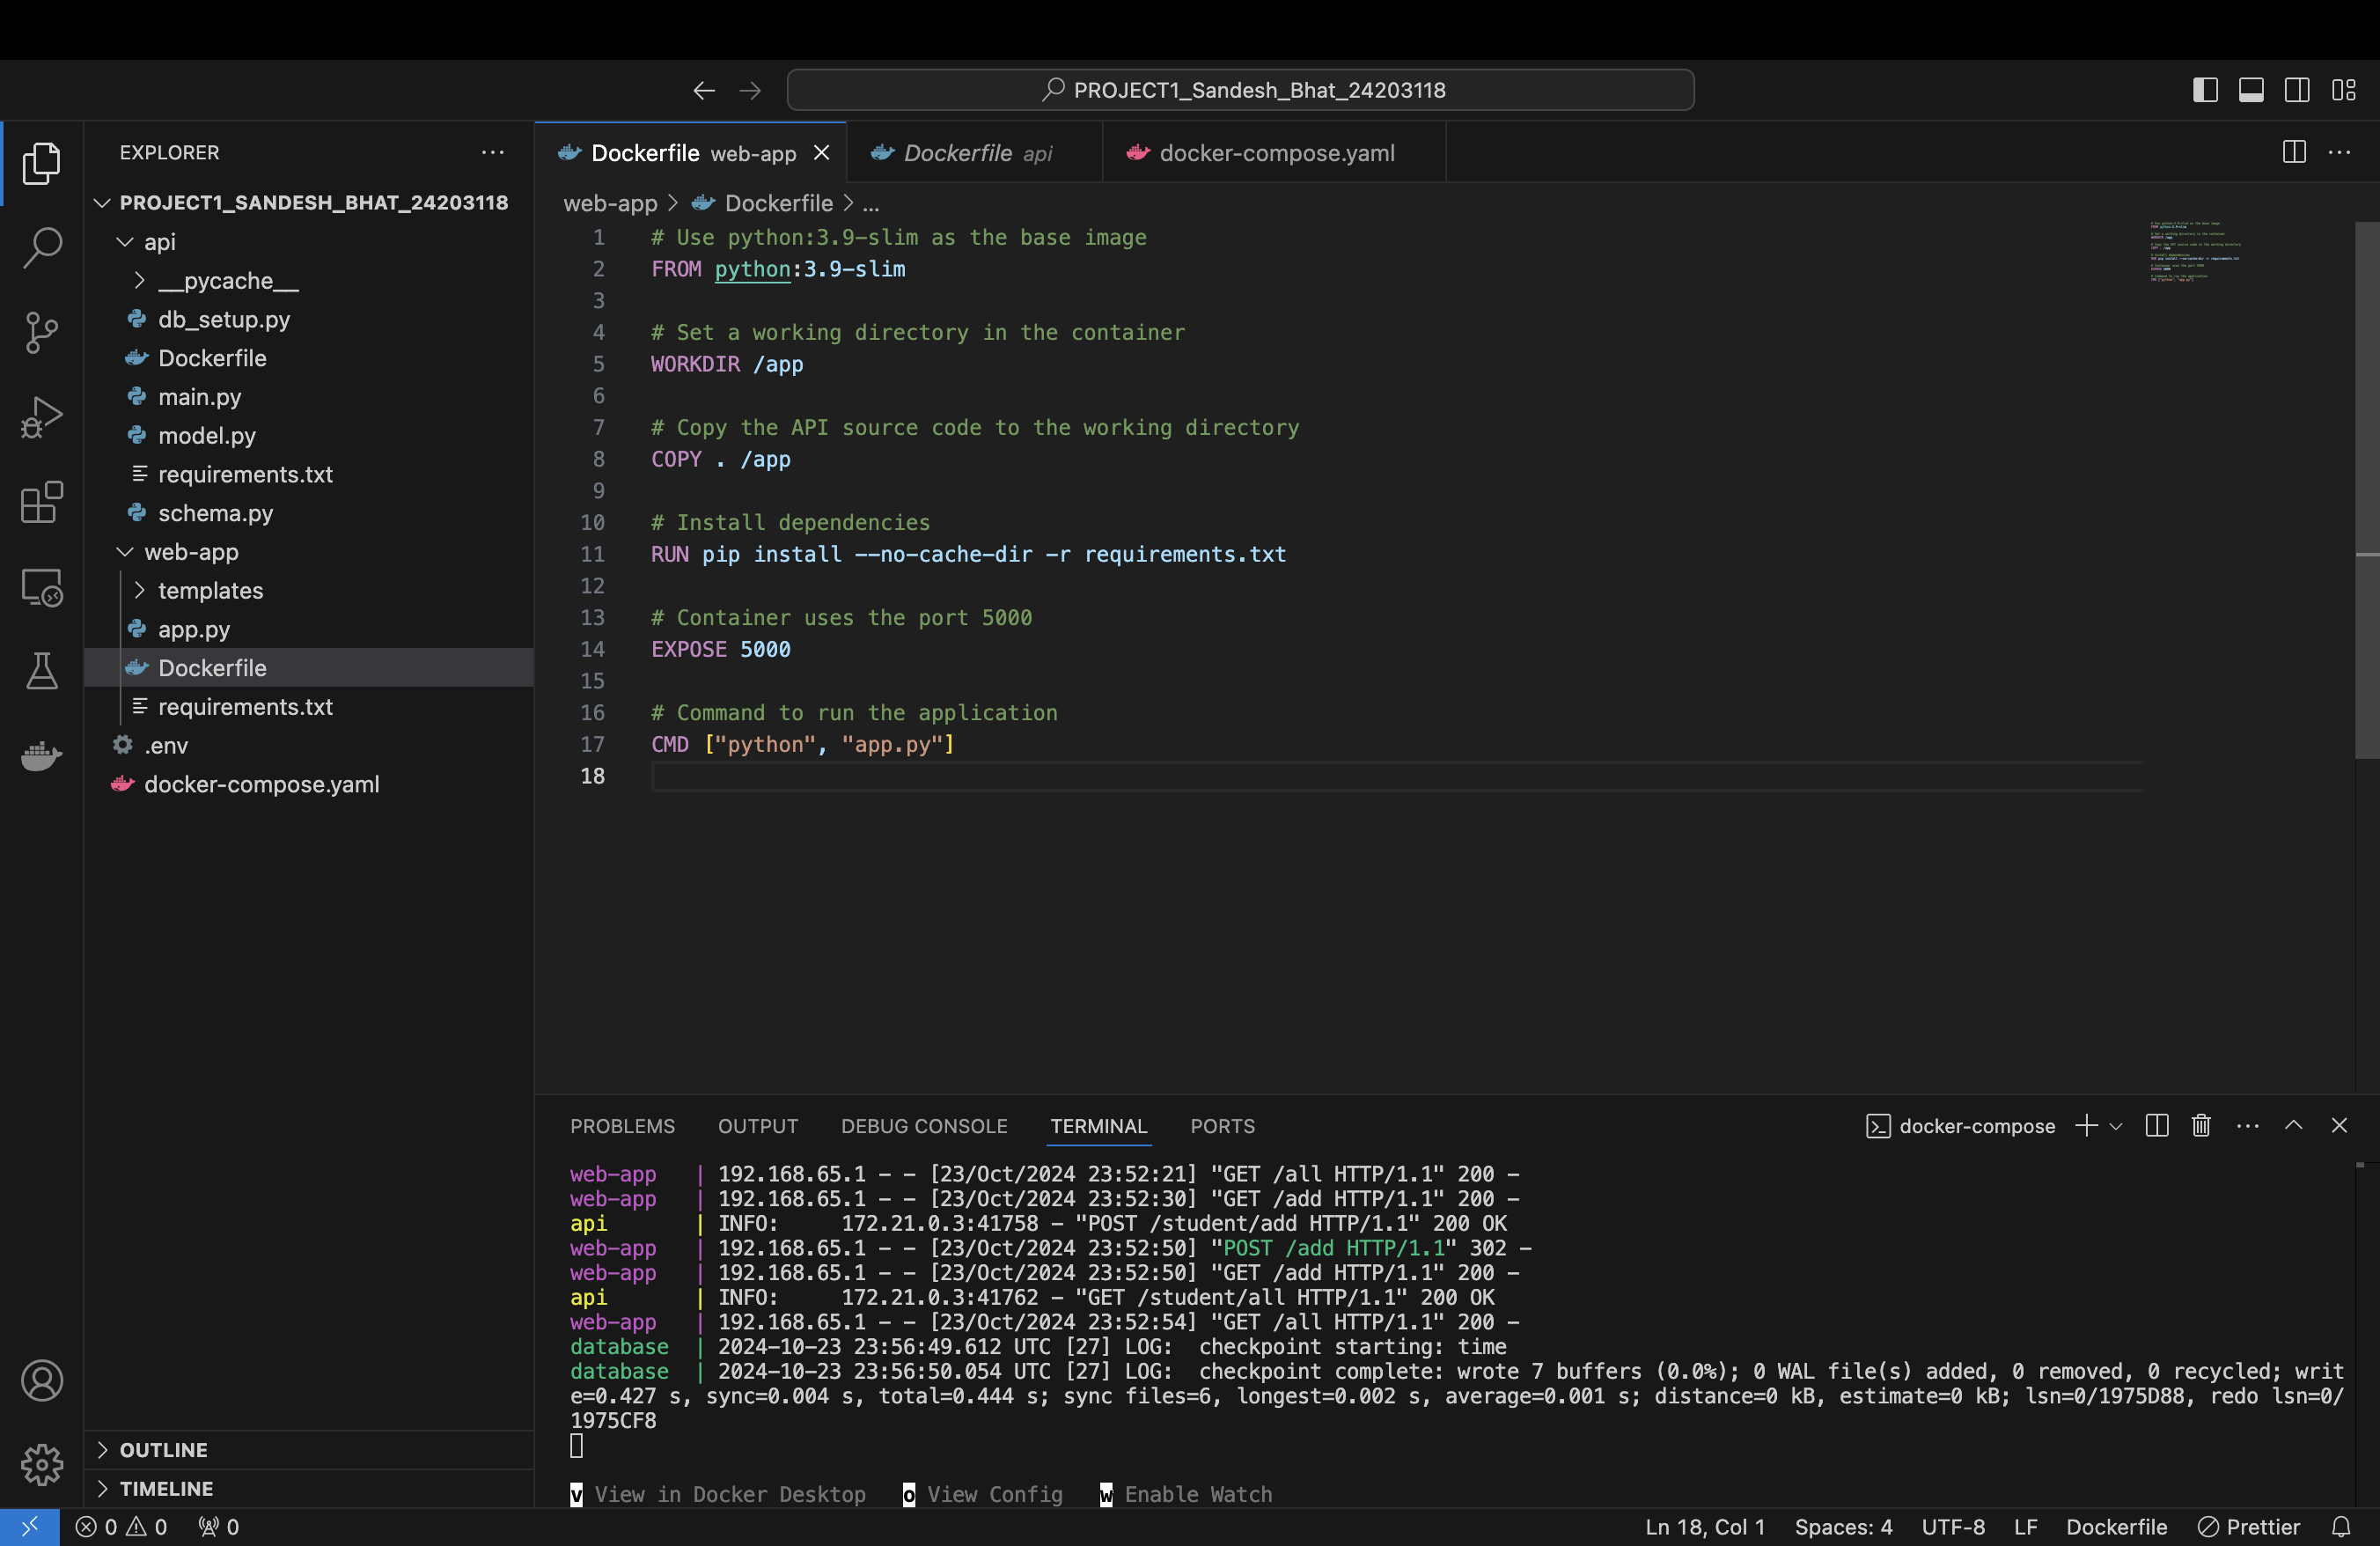 PROJECT1_Sandesh_Bhat_24203118
EXPLORER
PROJECT1_SANDESH_BHAT_24203118
api
__pycache__
db_setup.py
Dockerfile
main.py
model.py
requirements.txt
schema.py
web-app
templates
app.py
Dockerfile
requirements.txt
.env
docker-compose.yaml
OUTLINE
TIMELINE
Dockerfile web-app
Dockerfile api
docker-compose.yaml
web-app > Dockerfile > ...
1 # Use python:3.9-slim as the base image
2 FROM python:3.9-slim
3
4 # Set a working directory in the container
5 WORKDIR /app
6
7 # Copy the API source code to the working directory
8 COPY . /app
9
10 # Install dependencies
11 RUN pip install --no-cache-dir -r requirements.txt
12
13 # Container uses the port 5000
14 EXPOSE 5000
15
16 # Command to run the application
17 CMD ["python", "app.py"]
18
PROBLEMS OUTPUT DEBUG CONSOLE TERMINAL PORTS
docker-compose
web-app | 192.168.65.1 - - [23/Oct/2024 23:52:21] "GET /all HTTP/1.1" 200 -
web-app | 192.168.65.1 - - [23/Oct/2024 23:52:30] "GET /add HTTP/1.1" 200 -
api | INFO: 172.21.0.3:41758 - "POST /student/add HTTP/1.1" 200 OK
web-app | 192.168.65.1 - - [23/Oct/2024 23:52:50] "POST /add HTTP/1.1" 302 -
web-app | 192.168.65.1 - - [23/Oct/2024 23:52:50] "GET /add HTTP/1.1" 200 -
api | INFO: 172.21.0.3:41762 - "GET /student/all HTTP/1.1" 200 OK
web-app | 192.168.65.1 - - [23/Oct/2024 23:52:54] "GET /all HTTP/1.1" 200 -
database | 2024-10-23 23:56:49.612 UTC [27] LOG: checkpoint starting: time
database | 2024-10-23 23:56:50.054 UTC [27] LOG: checkpoint complete: wrote 7 buffers (0.0%); 0 WAL file(s) added, 0 removed, 0 recycled; writ
e=0.427 s, sync=0.004 s, total=0.444 s; sync files=6, longest=0.002 s, average=0.001 s; distance=0 kB, estimate=0 kB; lsn=0/1975D88, redo lsn=0/
1975CF8
v View in Docker Desktop o View Config w Enable Watch
0 0 0
Ln 18, Col 1 Spaces: 4 UTF-8 LF Dockerfile Prettier